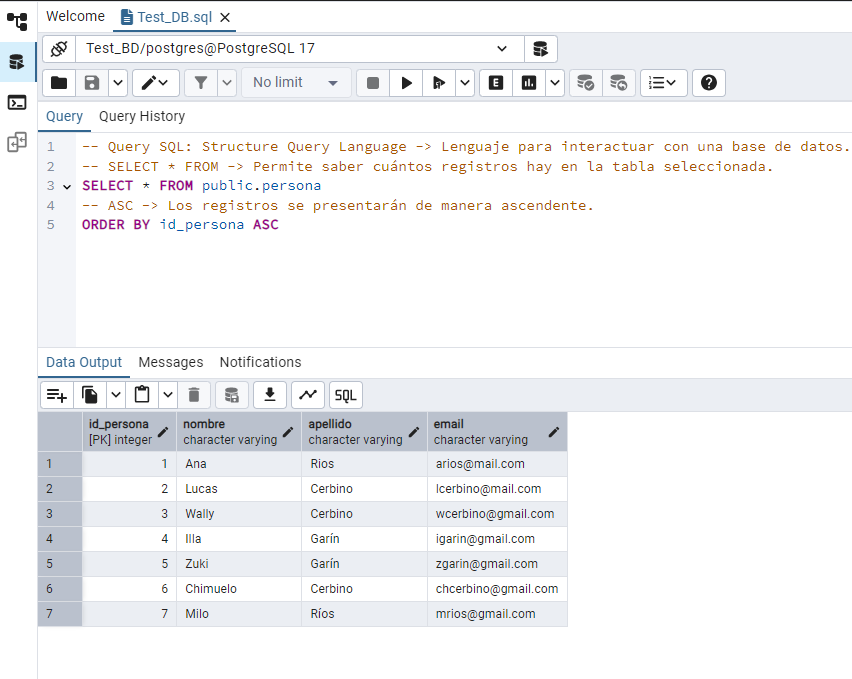 Welcome Test_DB.sql
Test_BD/postgres@PostgreSQL 17
No limit E SQL
Query Query History
1 -- Query SQL: Structure Query Language -> Lenguaje para interactuar con una base de datos.
2 -- SELECT * FROM -> Permite saber cuántos registros hay en la tabla seleccionada.
3 SELECT * FROM public.persona
4 -- ASC -> Los registros se presentarán de manera ascendente.
5 ORDER BY id_persona ASC
Data Output Messages Notifications
SQL
id_persona nombre apellido email
[PK] integer character varying character varying character varying
1 1 Ana Rios arios@mail.com
2 2 Lucas Cerbino lcerbino@mail.com
3 3 Wally Cerbino wcerbino@gmail.com
4 4 Illa Garín igarin@gmail.com
5 5 Zuki Garín zgarin@gmail.com
6 6 Chimuelo Cerbino chcerbino@gmail.com
7 7 Milo Ríos mrios@gmail.com